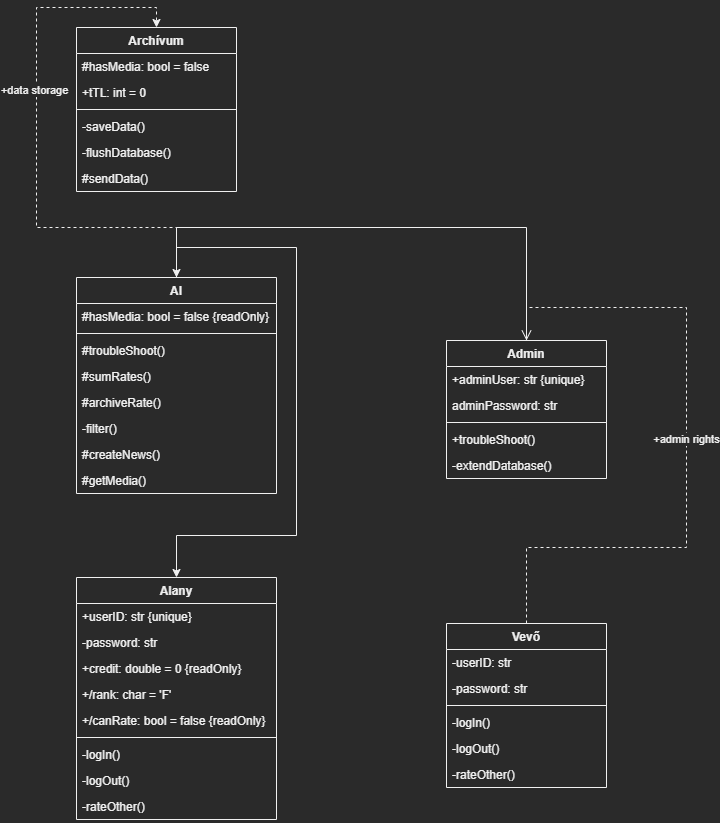 Archívum
#hasMedia: bool = false
+tTL: int = 0
-saveData()
-flushDatabase()
#sendData()
+data storage
AI
#hasMedia: bool = false {readOnly}
#troubleShoot()
#sumRates()
#archiveRate()
-filter()
#createNews()
#getMedia()
Admin
+adminUser: str {unique}
adminPassword: str
+troubleShoot()
-extendDatabase()
+admin rights
Alany
+userID: str {unique}
-password: str
+credit: double = 0 {readOnly}
+/rank: char = 'F'
+/canRate: bool = false {readOnly}
-logIn()
-logOut()
-rateOther()
Vevő
-userID: str
-password: str
-logIn()
-logOut()
-rateOther()